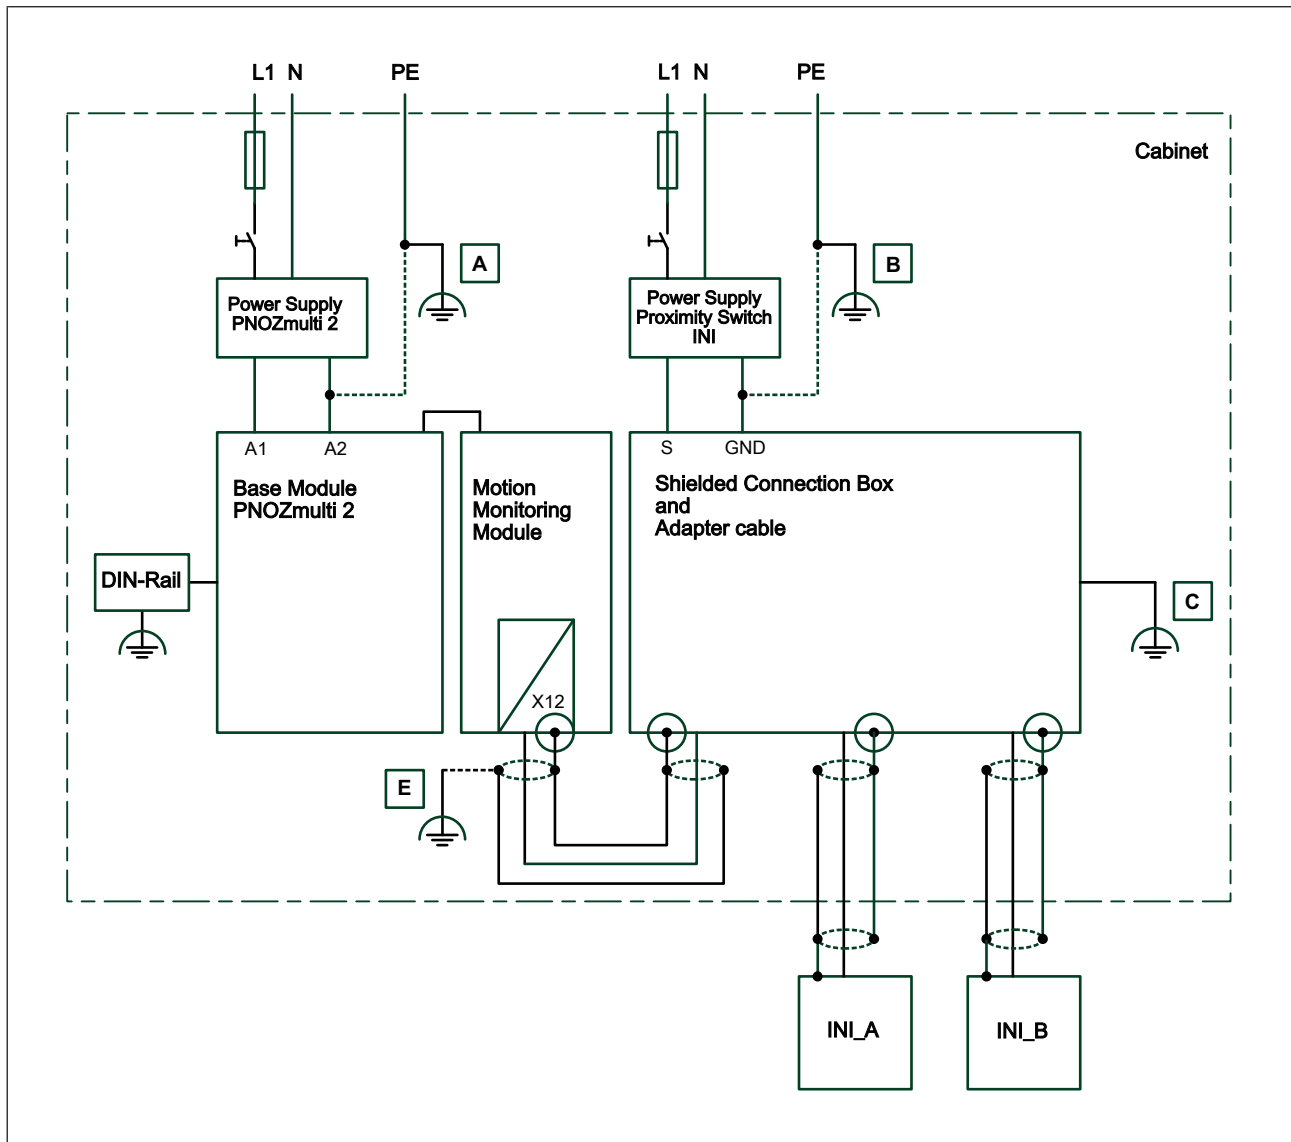 L1 N
PE
L1 N
PE
Cabinet
A
B
Power Supply
PNOZmulti 2
Power Supply
Proximity Switch
INI
A1
A2
S
GND
Base Module
PNOZmulti 2
Motion
Monitoring
Module
Shielded Connection Box
and
Adapter cable
DIN-Rail
C
X12
E
INI_A
INI_B